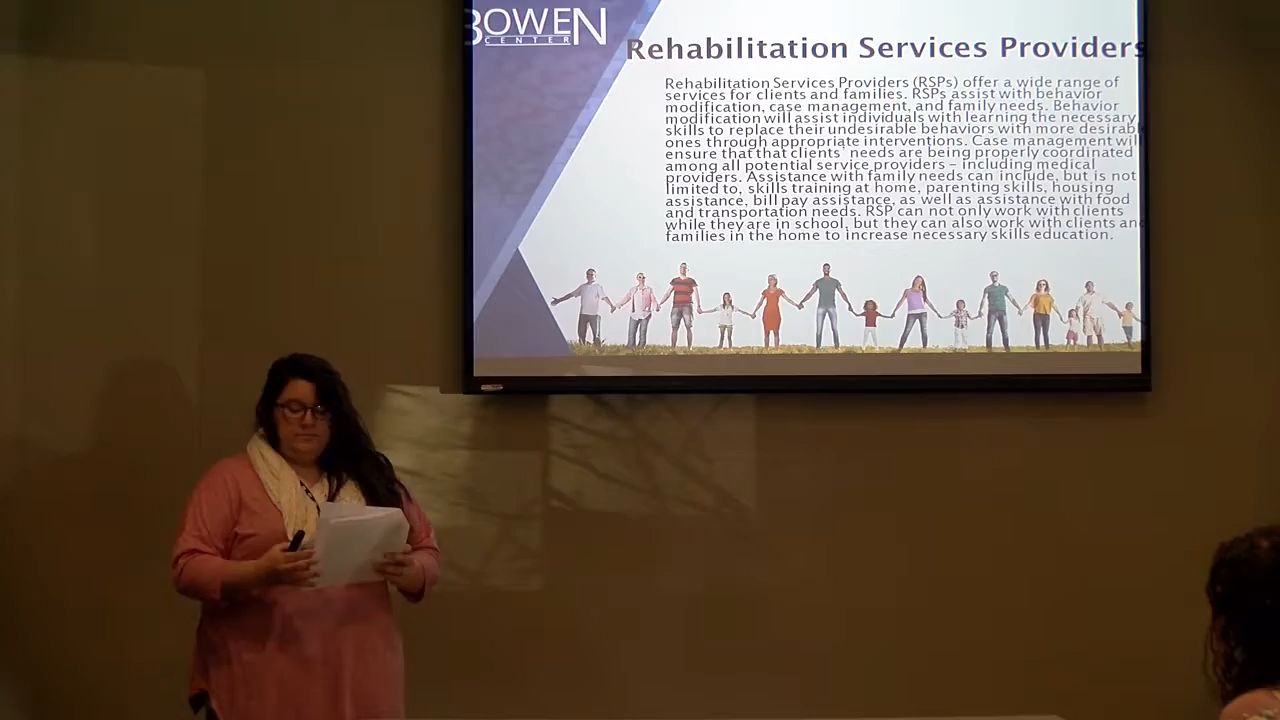 BOWEN
CENTER
Rehabilitation Services Providers
Rehabilitation Services Providers (RSPs) offer a wide range of
services for clients and families. RSPs assist with behavior
modification, case management, and family needs. Behavior
modification will assist individuals with learning the necessary
skills to replace their undesirable behaviors with more desirable
ones through appropriate interventions. Case management will
ensure that that clients' needs are being properly coordinated
among all potential service providers – including medical
providers. Assistance with family needs can include, but is not
limited to, skills training at home, parenting skills, housing
assistance, bill pay assistance, as well as assistance with food
and transportation needs. RSP can not only work with clients
while they are in school, but they can also work with clients and
families in the home to increase necessary skills education.